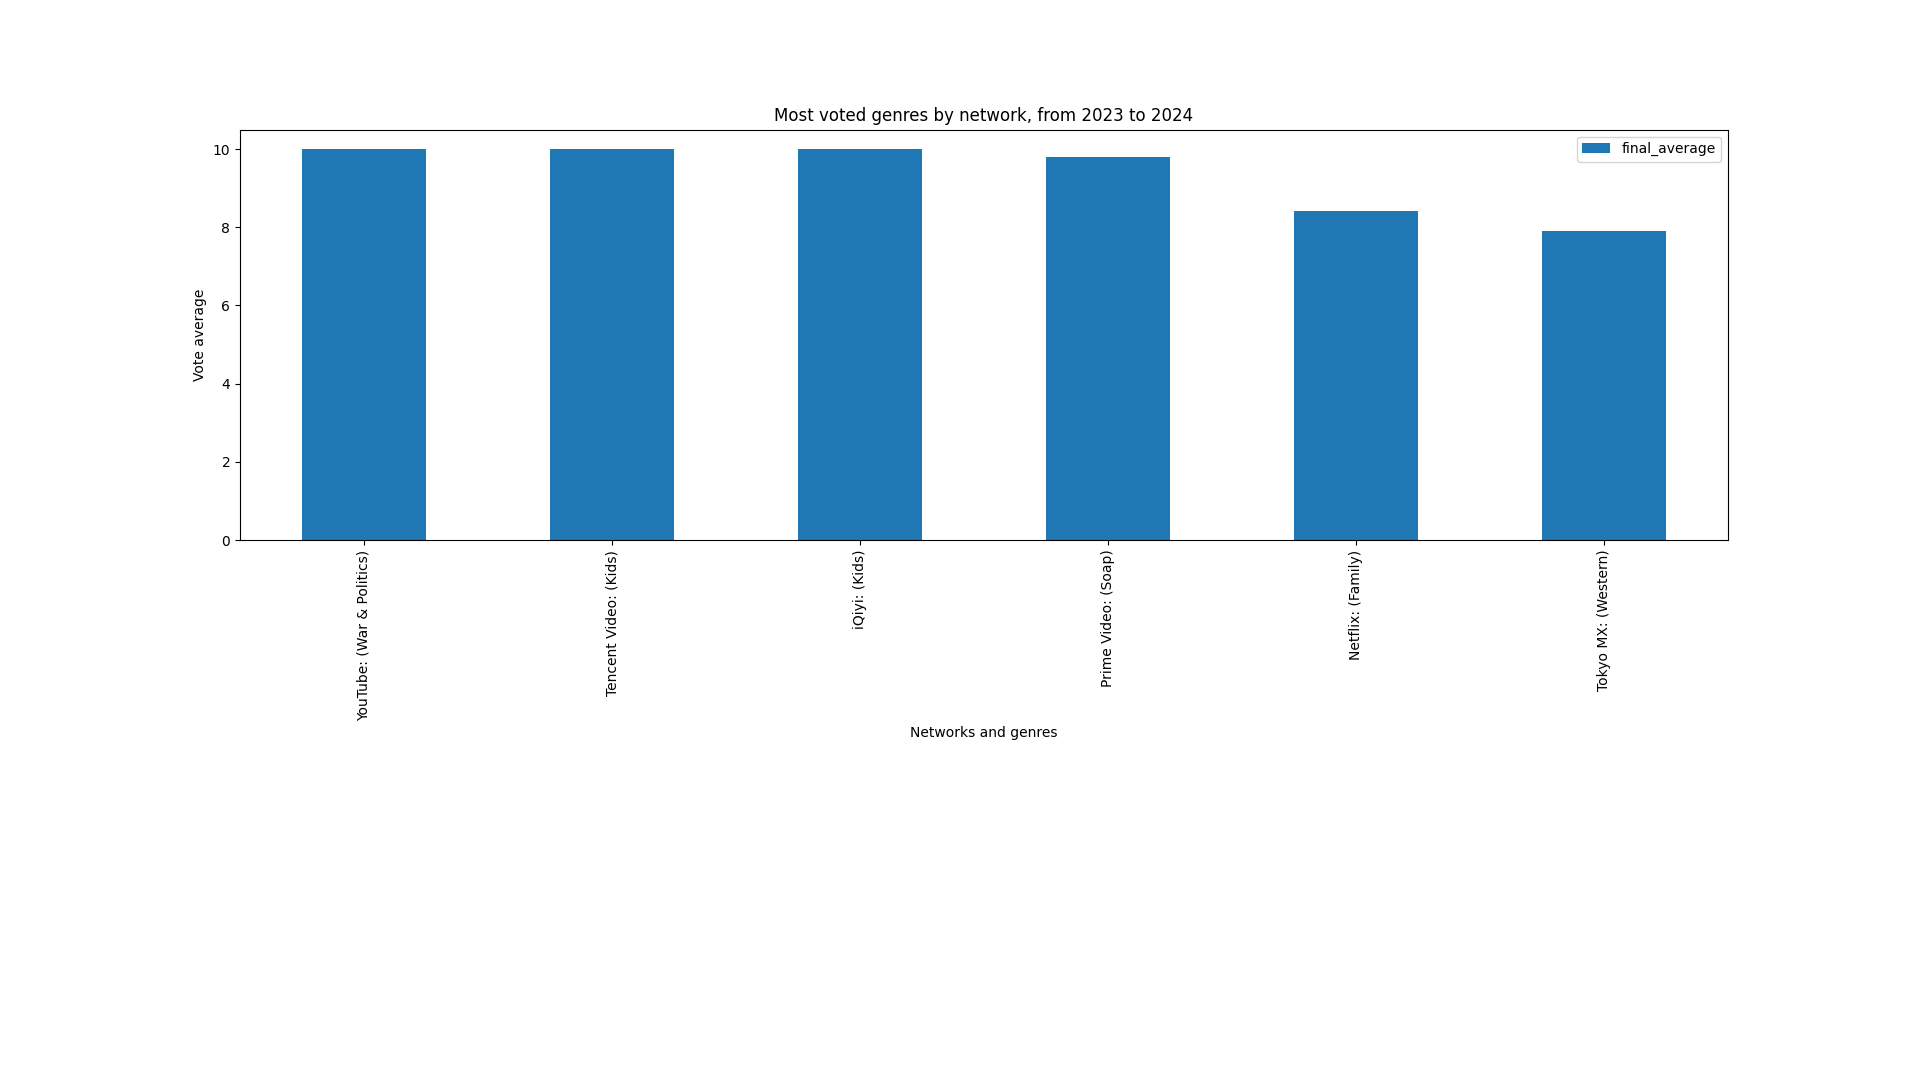 Most voted genres by network, from 2023 to 2024
final_average
10
8
6
4
2
0
Vote average
YouTube: (War & Politics)
Tencent Video: (Kids)
iQiyi: (Kids)
Prime Video: (Soap)
Netflix: (Family)
Tokyo MX: (Western)
Networks and genres